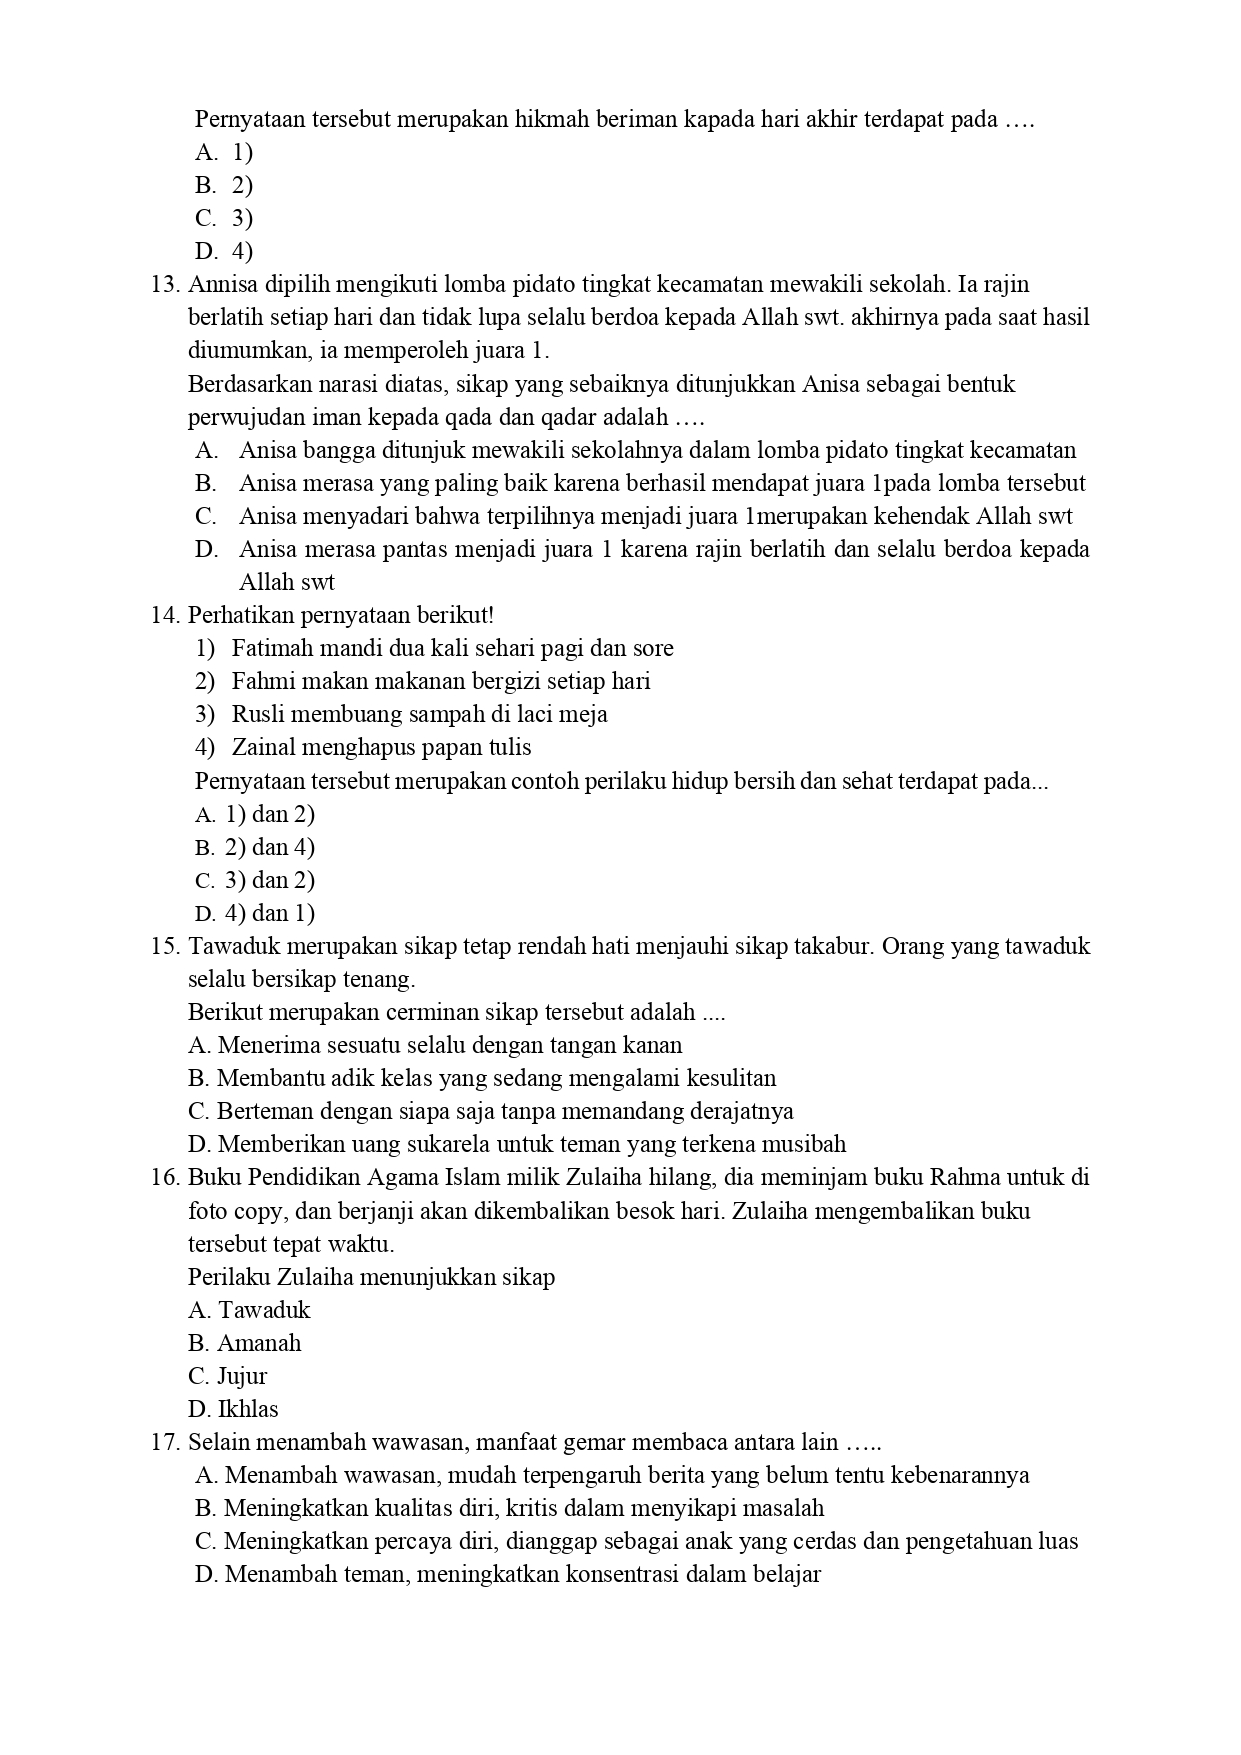 Pernyataan tersebut merupakan hikmah beriman kapada hari akhir terdapat pada ….
A. 1)
B. 2)
C. 3)
D. 4)
13. Annisa dipilih mengikuti lomba pidato tingkat kecamatan mewakili sekolah. Ia rajin
berlatih setiap hari dan tidak lupa selalu berdoa kepada Allah swt. akhirnya pada saat hasil
diumumkan, ia memperoleh juara 1.
Berdasarkan narasi diatas, sikap yang sebaiknya ditunjukkan Anisa sebagai bentuk
perwujudan iman kepada qada dan qadar adalah ….
A. Anisa bangga ditunjuk mewakili sekolahnya dalam lomba pidato tingkat kecamatan
B. Anisa merasa yang paling baik karena berhasil mendapat juara 1pada lomba tersebut
C. Anisa menyadari bahwa terpilihnya menjadi juara 1merupakan kehendak Allah swt
D. Anisa merasa pantas menjadi juara 1 karena rajin berlatih dan selalu berdoa kepada
Allah swt
14. Perhatikan pernyataan berikut!
1) Fatimah mandi dua kali sehari pagi dan sore
2) Fahmi makan makanan bergizi setiap hari
3) Rusli membuang sampah di laci meja
4) Zainal menghapus papan tulis
Pernyataan tersebut merupakan contoh perilaku hidup bersih dan sehat terdapat pada...
A. 1) dan 2)
B. 2) dan 4)
C. 3) dan 2)
D. 4) dan 1)
15. Tawaduk merupakan sikap tetap rendah hati menjauhi sikap takabur. Orang yang tawaduk
selalu bersikap tenang.
Berikut merupakan cerminan sikap tersebut adalah ....
A. Menerima sesuatu selalu dengan tangan kanan
B. Membantu adik kelas yang sedang mengalami kesulitan
C. Berteman dengan siapa saja tanpa memandang derajatnya
D. Memberikan uang sukarela untuk teman yang terkena musibah
16. Buku Pendidikan Agama Islam milik Zulaiha hilang, dia meminjam buku Rahma untuk di
foto copy, dan berjanji akan dikembalikan besok hari. Zulaiha mengembalikan buku
tersebut tepat waktu.
Perilaku Zulaiha menunjukkan sikap
A. Tawaduk
B. Amanah
C. Jujur
D. Ikhlas
17. Selain menambah wawasan, manfaat gemar membaca antara lain …..
A. Menambah wawasan, mudah terpengaruh berita yang belum tentu kebenarannya
B. Meningkatkan kualitas diri, kritis dalam menyikapi masalah
C. Meningkatkan percaya diri, dianggap sebagai anak yang cerdas dan pengetahuan luas
D. Menambah teman, meningkatkan konsentrasi dalam belajar